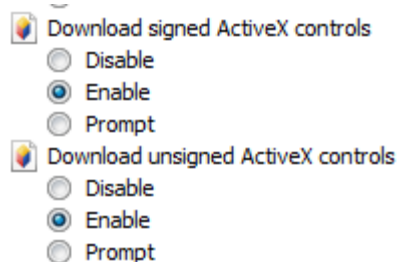 Download signed ActiveX controls
Disable
Enable
Prompt
Download unsigned ActiveX controls
Disable
Enable
Prompt